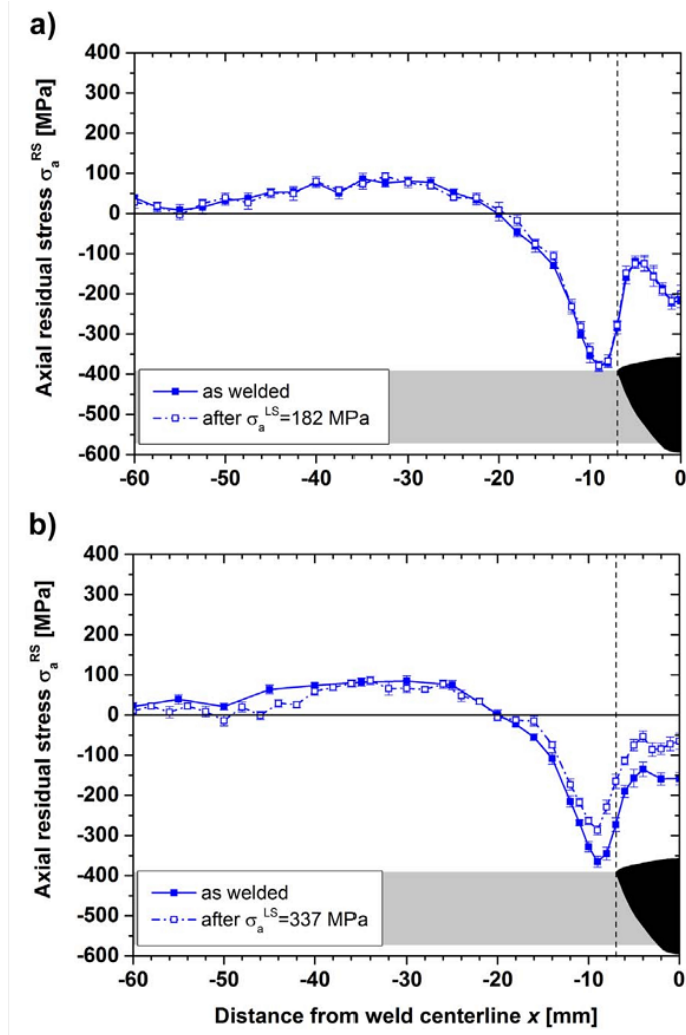 a)
Axial residual stress σₐᴿˢ [MPa]
400
300
200
100
0
-100
-200
-300
-400
-500
-600
as welded
after σₐᴸˢ=182 MPa
-60 -50 -40 -30 -20 -10 0
b)
Axial residual stress σₐᴿˢ [MPa]
400
300
200
100
0
-100
-200
-300
-400
-500
-600
as welded
after σₐᴸˢ=337 MPa
-60 -50 -40 -30 -20 -10 0
Distance from weld centerline x [mm]